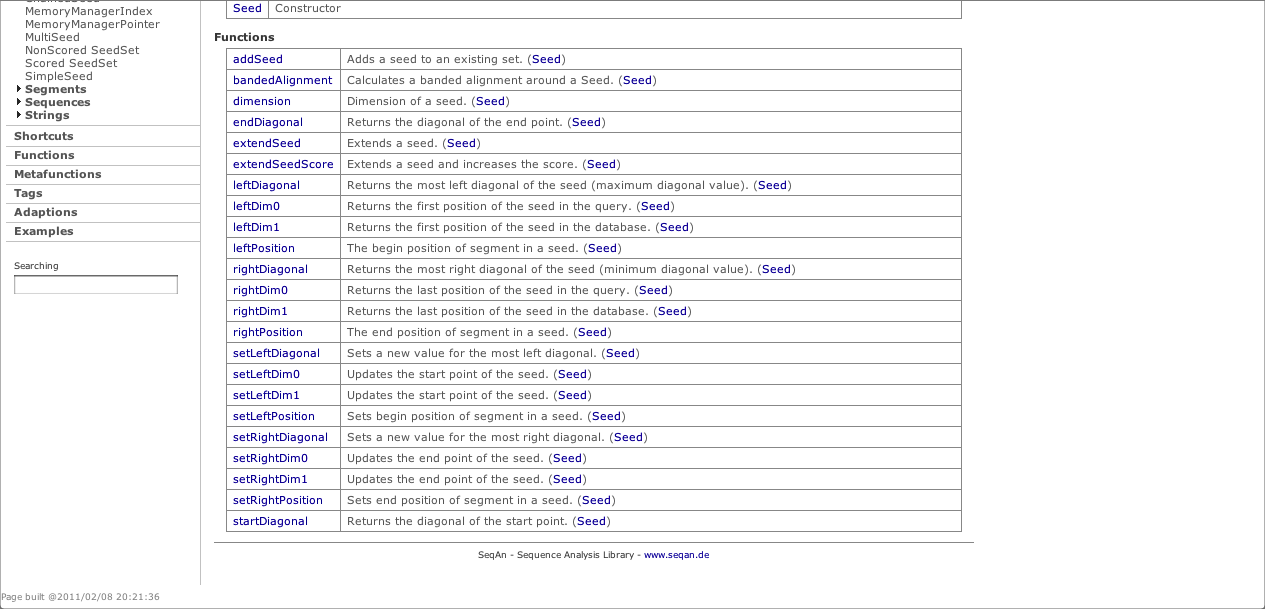 MemoryManagerIndex
MemoryManagerPointer
MultiSeed
NonScored SeedSet
Scored SeedSet
SimpleSeed
Segments
Sequences
Strings
Shortcuts
Functions
Metafunctions
Tags
Adaptions
Examples
Searching
Seed Constructor
Functions
addSeed Adds a seed to an existing set. (Seed)
bandedAlignment Calculates a banded alignment around a Seed. (Seed)
dimension Dimension of a seed. (Seed)
endDiagonal Returns the diagonal of the end point. (Seed)
extendSeed Extends a seed. (Seed)
extendSeedScore Extends a seed and increases the score. (Seed)
leftDiagonal Returns the most left diagonal of the seed (maximum diagonal value). (Seed)
leftDim0 Returns the first position of the seed in the query. (Seed)
leftDim1 Returns the first position of the seed in the database. (Seed)
leftPosition The begin position of segment in a seed. (Seed)
rightDiagonal Returns the most right diagonal of the seed (minimum diagonal value). (Seed)
rightDim0 Returns the last position of the seed in the query. (Seed)
rightDim1 Returns the last position of the seed in the database. (Seed)
rightPosition The end position of segment in a seed. (Seed)
setLeftDiagonal Sets a new value for the most left diagonal. (Seed)
setLeftDim0 Updates the start point of the seed. (Seed)
setLeftDim1 Updates the start point of the seed. (Seed)
setLeftPosition Sets begin position of segment in a seed. (Seed)
setRightDiagonal Sets a new value for the most right diagonal. (Seed)
setRightDim0 Updates the end point of the seed. (Seed)
setRightDim1 Updates the end point of the seed. (Seed)
setRightPosition Sets end position of segment in a seed. (Seed)
startDiagonal Returns the diagonal of the start point. (Seed)
SeqAn - Sequence Analysis Library - www.seqan.de
Page built @2011/02/08 20:21:36